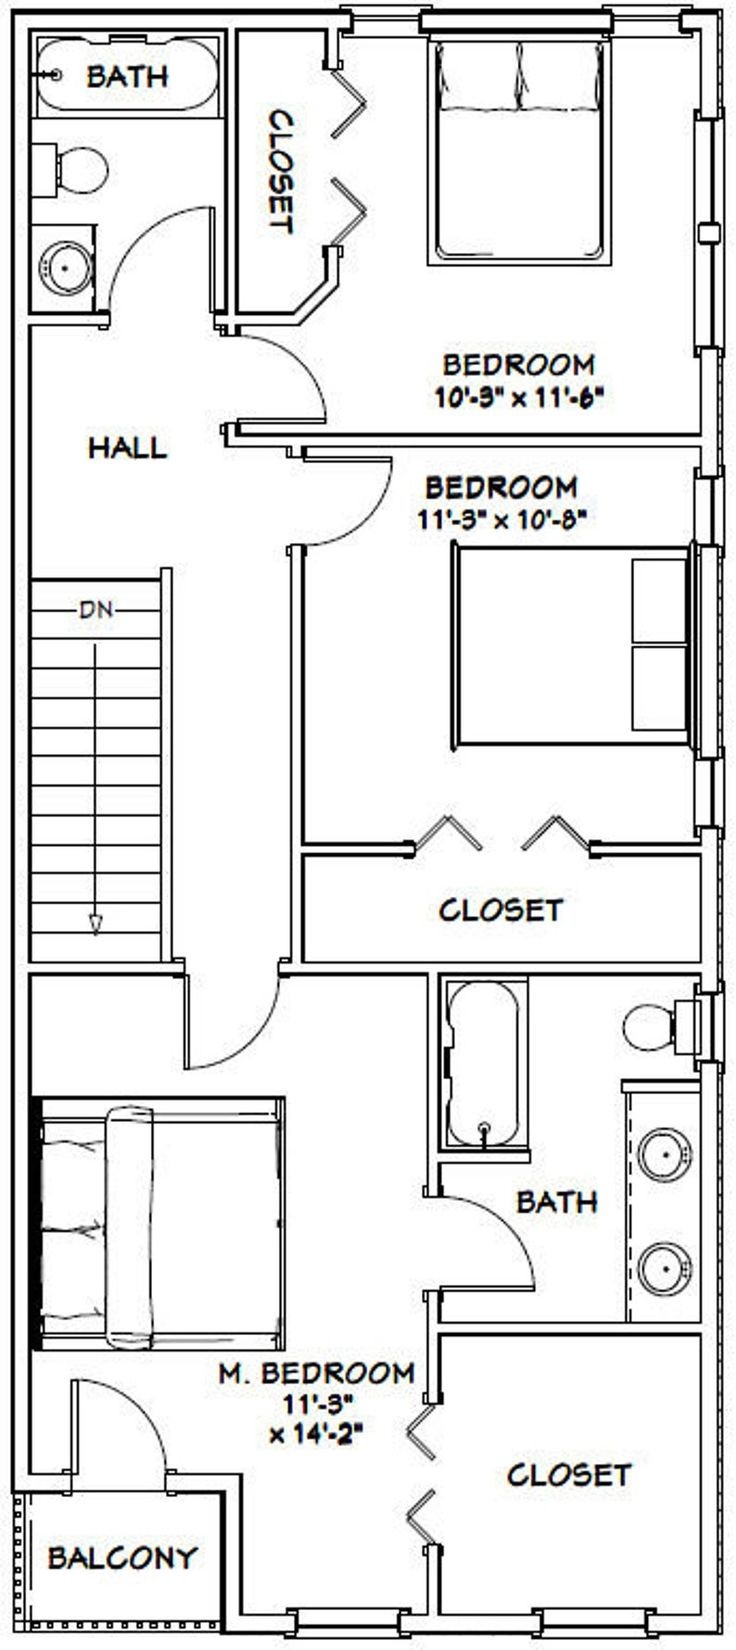 BATH
CLOSET
BEDROOM
10'-3" x 11'-6"
HALL
BEDROOM
11'-3" x 10'-8"
DN
CLOSET
BATH
M. BEDROOM
11'-3"
x 14'-2"
CLOSET
BALCONY